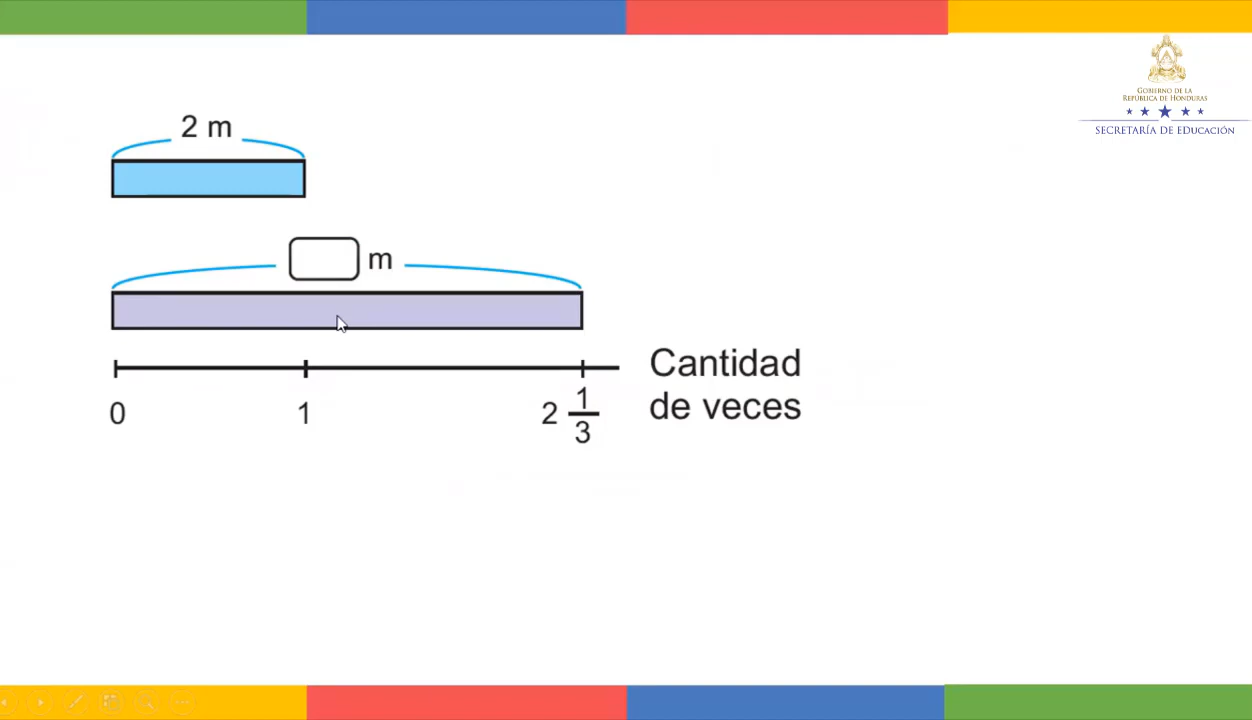 GOBIERNO DE LA
REPÚBLICA DE HONDURAS
SECRETARÍA DE EDUCACIÓN
2 m
m
Cantidad
de veces
0
1
2 1/3